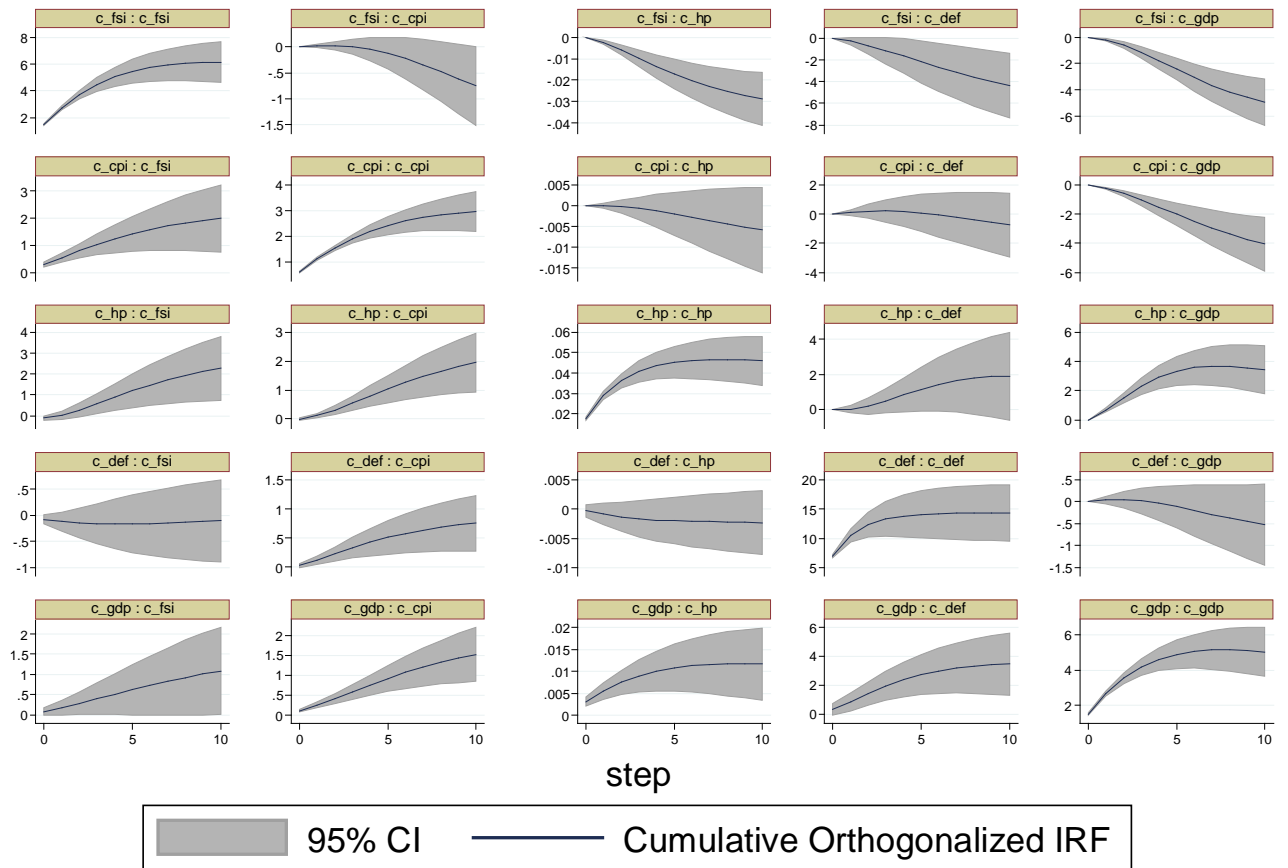 c_fsi : c_fsi c_fsi : c_cpi c_fsi : c_hp c_fsi : c_def c_fsi : c_gdp
8 0 0 0 0
6 -.5 -.01 -2 -2
4 -1 -.02 -4 -4
2 -1.5 -.03 -6 -6
-.04 -8
c_cpi : c_fsi c_cpi : c_cpi c_cpi : c_hp c_cpi : c_def c_cpi : c_gdp
3 4 .005 2 0
2 3 0 0 -2
1 2 -.005 -2 -4
0 1 -.01 -4 -6
-.015
c_hp : c_fsi c_hp : c_cpi c_hp : c_hp c_hp : c_def c_hp : c_gdp
4 3 .06 4 6
3 2 .05 2 4
2 1 .04 0 2
1 0 .03 0
0 .02
-1
c_def : c_fsi c_def : c_cpi c_def : c_hp c_def : c_def c_def : c_gdp
.5 1.5 .005 20 .5
0 1 0 15 0
-.5 .5 -.005 10 -.5
-1 0 -.01 5 -1
-1.5
c_gdp : c_fsi c_gdp : c_cpi c_gdp : c_hp c_gdp : c_def c_gdp : c_gdp
2 2 .02 6 6
1.5 1.5 .015 4 4
1 1 .01 2 2
.5 .5 .005 0
0 0 0
0 5 10 0 5 10 0 5 10 0 5 10 0 5 10
step
95% CI Cumulative Orthogonalized IRF